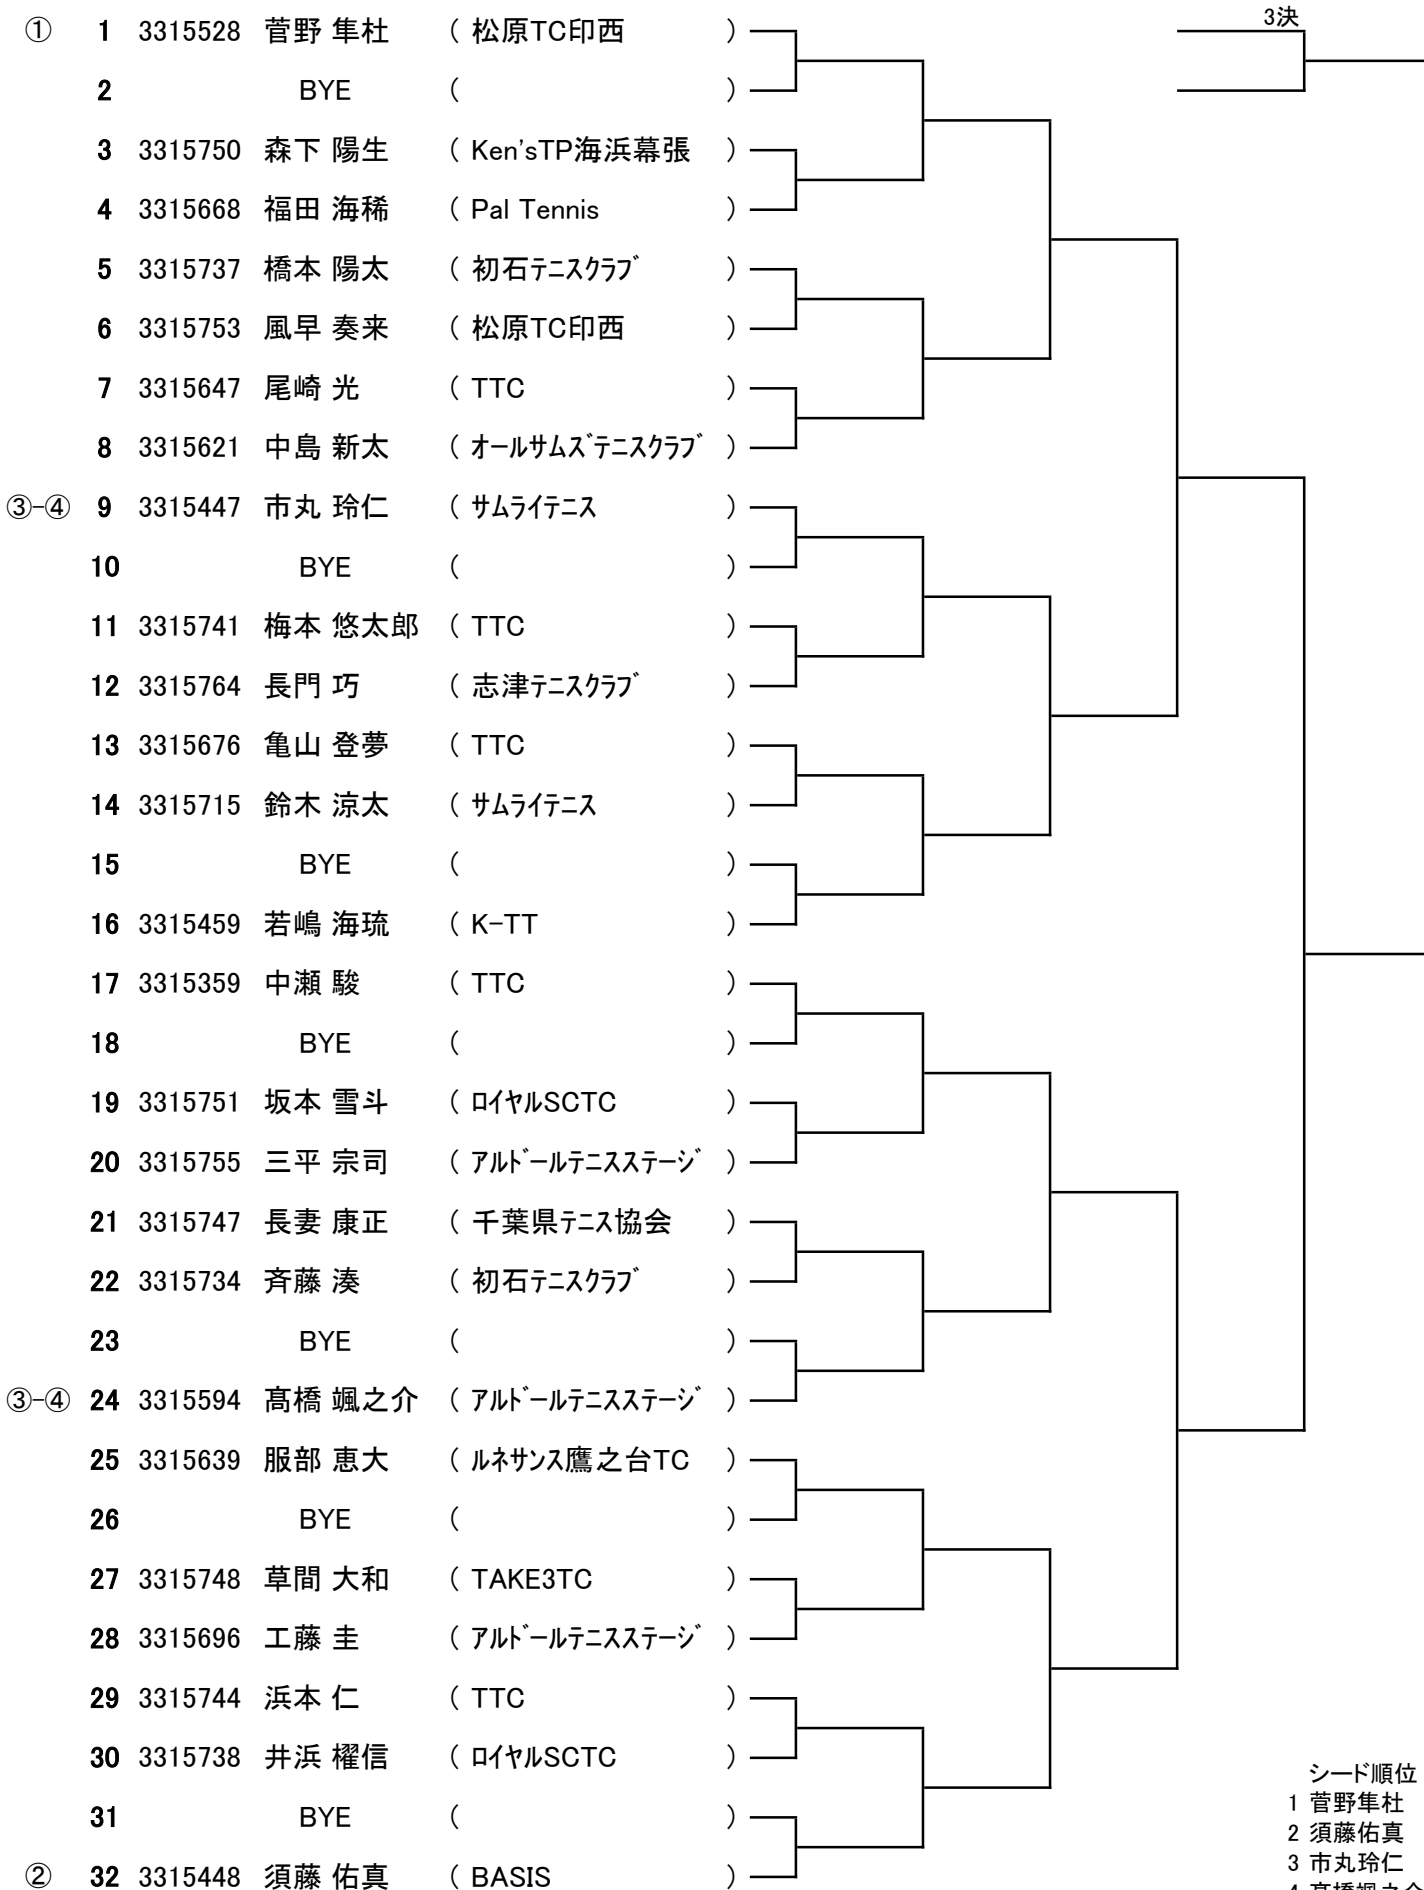 3決
① 1 3315528 菅野 隼杜 ( 松原TC印西 )
2 BYE ( )
3 3315750 森下 陽生 ( Ken'sTP海浜幕張 )
4 3315668 福田 海稀 ( Pal Tennis )
5 3315737 橋本 陽太 ( 初石ﾃﾆｽｸﾗﾌﾞ )
6 3315753 風早 奏来 ( 松原TC印西 )
7 3315647 尾崎 光 ( TTC )
8 3315621 中島 新太 ( ｵｰﾙｻﾑｽﾞﾃﾆｽｸﾗﾌﾞ )
③-④ 9 3315447 市丸 玲仁 ( ｻﾑﾗｲﾃﾆｽ )
10 BYE ( )
11 3315741 梅本 悠太郎 ( TTC )
12 3315764 長門 巧 ( 志津ﾃﾆｽｸﾗﾌﾞ )
13 3315676 亀山 登夢 ( TTC )
14 3315715 鈴木 涼太 ( ｻﾑﾗｲﾃﾆｽ )
15 BYE ( )
16 3315459 若嶋 海琉 ( K-TT )
17 3315359 中瀬 駿 ( TTC )
18 BYE ( )
19 3315751 坂本 雪斗 ( ﾛｲﾔﾙSCTC )
20 3315755 三平 宗司 ( ｱﾙﾄﾞｰﾙﾃﾆｽｽﾃｰｼﾞ )
21 3315747 長妻 康正 ( 千葉県ﾃﾆｽ協会 )
22 3315734 斉藤 湊 ( 初石ﾃﾆｽｸﾗﾌﾞ )
23 BYE ( )
③-④ 24 3315594 髙橋 颯之介 ( ｱﾙﾄﾞｰﾙﾃﾆｽｽﾃｰｼﾞ )
25 3315639 服部 恵大 ( ﾙﾈｻﾝｽ鷹之台TC )
26 BYE ( )
27 3315748 草間 大和 ( TAKE3TC )
28 3315696 工藤 圭 ( ｱﾙﾄﾞｰﾙﾃﾆｽｽﾃｰｼﾞ )
29 3315744 浜本 仁 ( TTC )
30 3315738 井浜 櫂信 ( ﾛｲﾔﾙSCTC )
31 BYE ( )
② 32 3315448 須藤 佑真 ( BASIS )
シード順位
1 菅野隼杜
2 須藤佑真
3 市丸玲仁
4 髙橋颯之介